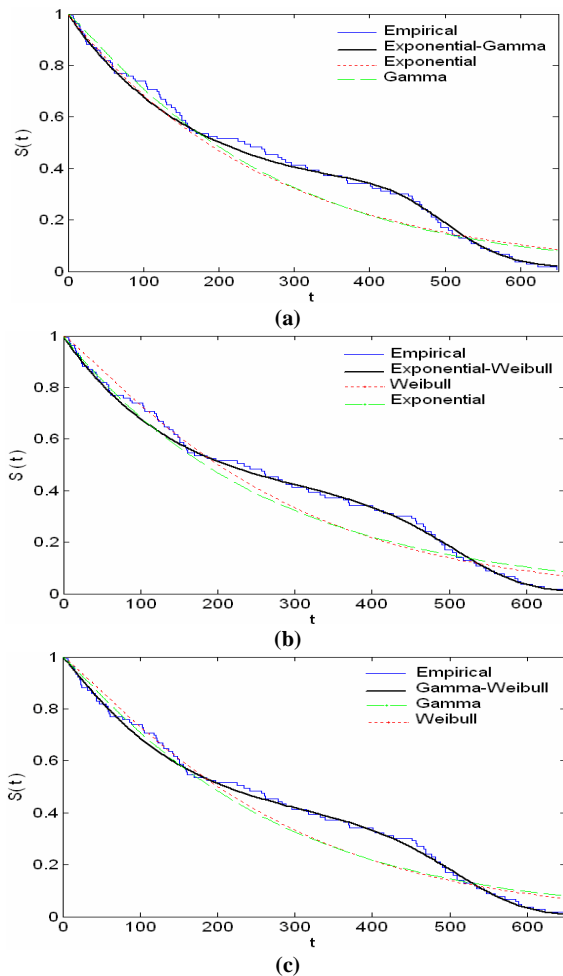 1
0.8
0.6
0.4
0.2
0
S(t)
Empirical
Exponential-Gamma
Exponential
Gamma
0 100 200 300 400 500 600
t
(a)
1
0.8
0.6
0.4
0.2
0
S(t)
Empirical
Exponential-Weibull
Weibull
Exponential
0 100 200 300 400 500 600
t
(b)
1
0.8
0.6
0.4
0.2
0
S(t)
Empirical
Gamma-Weibull
Gamma
Weibull
0 100 200 300 400 500 600
t
(c)